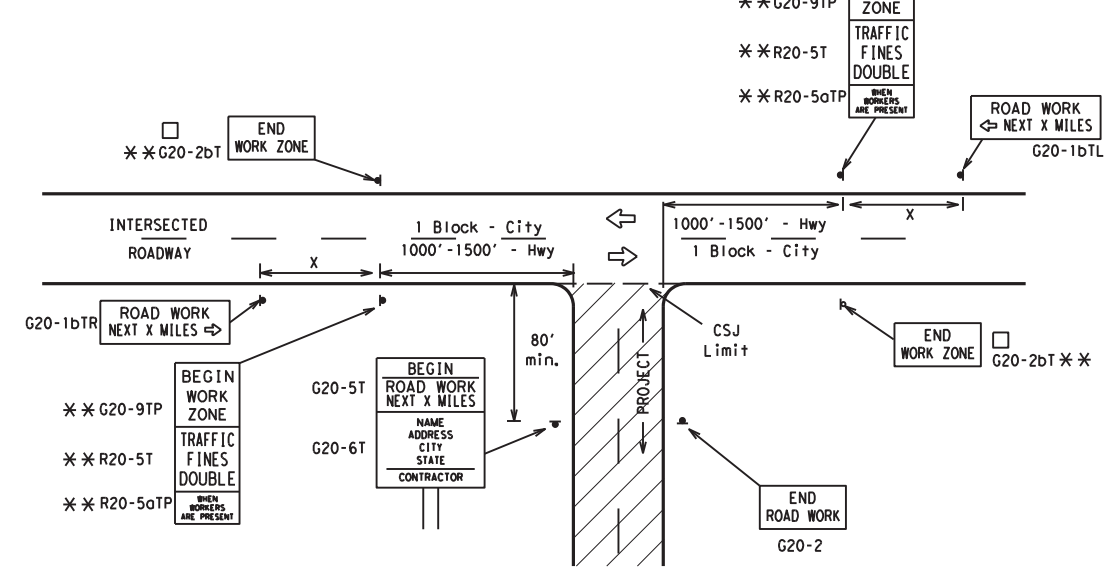 ✳✳G20-9TP
ZONE
✳✳R20-5T
TRAFFIC
FINES
DOUBLE
✳✳R20-5aTP
WHEN
WORKERS
ARE PRESENT
ROAD WORK
⇦ NEXT X MILES
G20-1bTL
END
WORK ZONE
□
✳✳G20-2bT
INTERSECTED
ROADWAY
1 Block - City
1000' -1500' - Hwy
1000' -1500' - Hwy
1 Block - City
X
X
G20-1bTR
ROAD WORK
NEXT X MILES ⇨
80'
min.
CSJ
Limit
PROJECT
END
WORK ZONE
□
G20-2bT ✳✳
BEGIN
WORK
ZONE
✳✳G20-9TP
TRAFFIC
FINES
DOUBLE
✳✳R20-5T
WHEN
WORKERS
ARE PRESENT
✳✳R20-5aTP
G20-5T
BEGIN
ROAD WORK
NEXT X MILES
G20-6T
NAME
ADDRESS
CITY
STATE
CONTRACTOR
END
ROAD WORK
G20-2